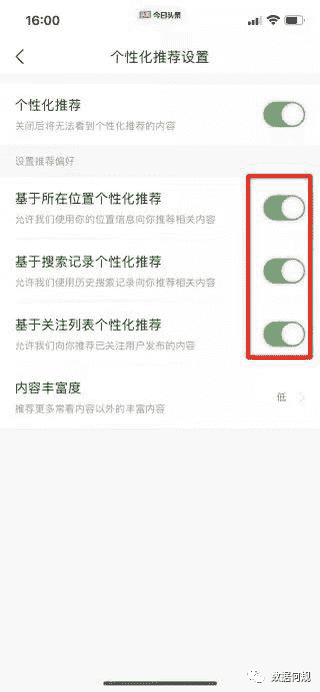 今日头条
16:00
个性化推荐设置
个性化推荐
关闭后将无法看到个性化推荐的内容
设置推荐偏好
基于所在位置个性化推荐
允许我们使用你的位置信息向你推荐相关内容
基于搜索记录个性化推荐
允许我们使用历史搜索记录向你推荐相关内容
基于关注列表个性化推荐
允许我们向你推荐已关注用户发布的内容
内容丰富度
低
推荐更多常看内容以外的丰富内容
数据何规